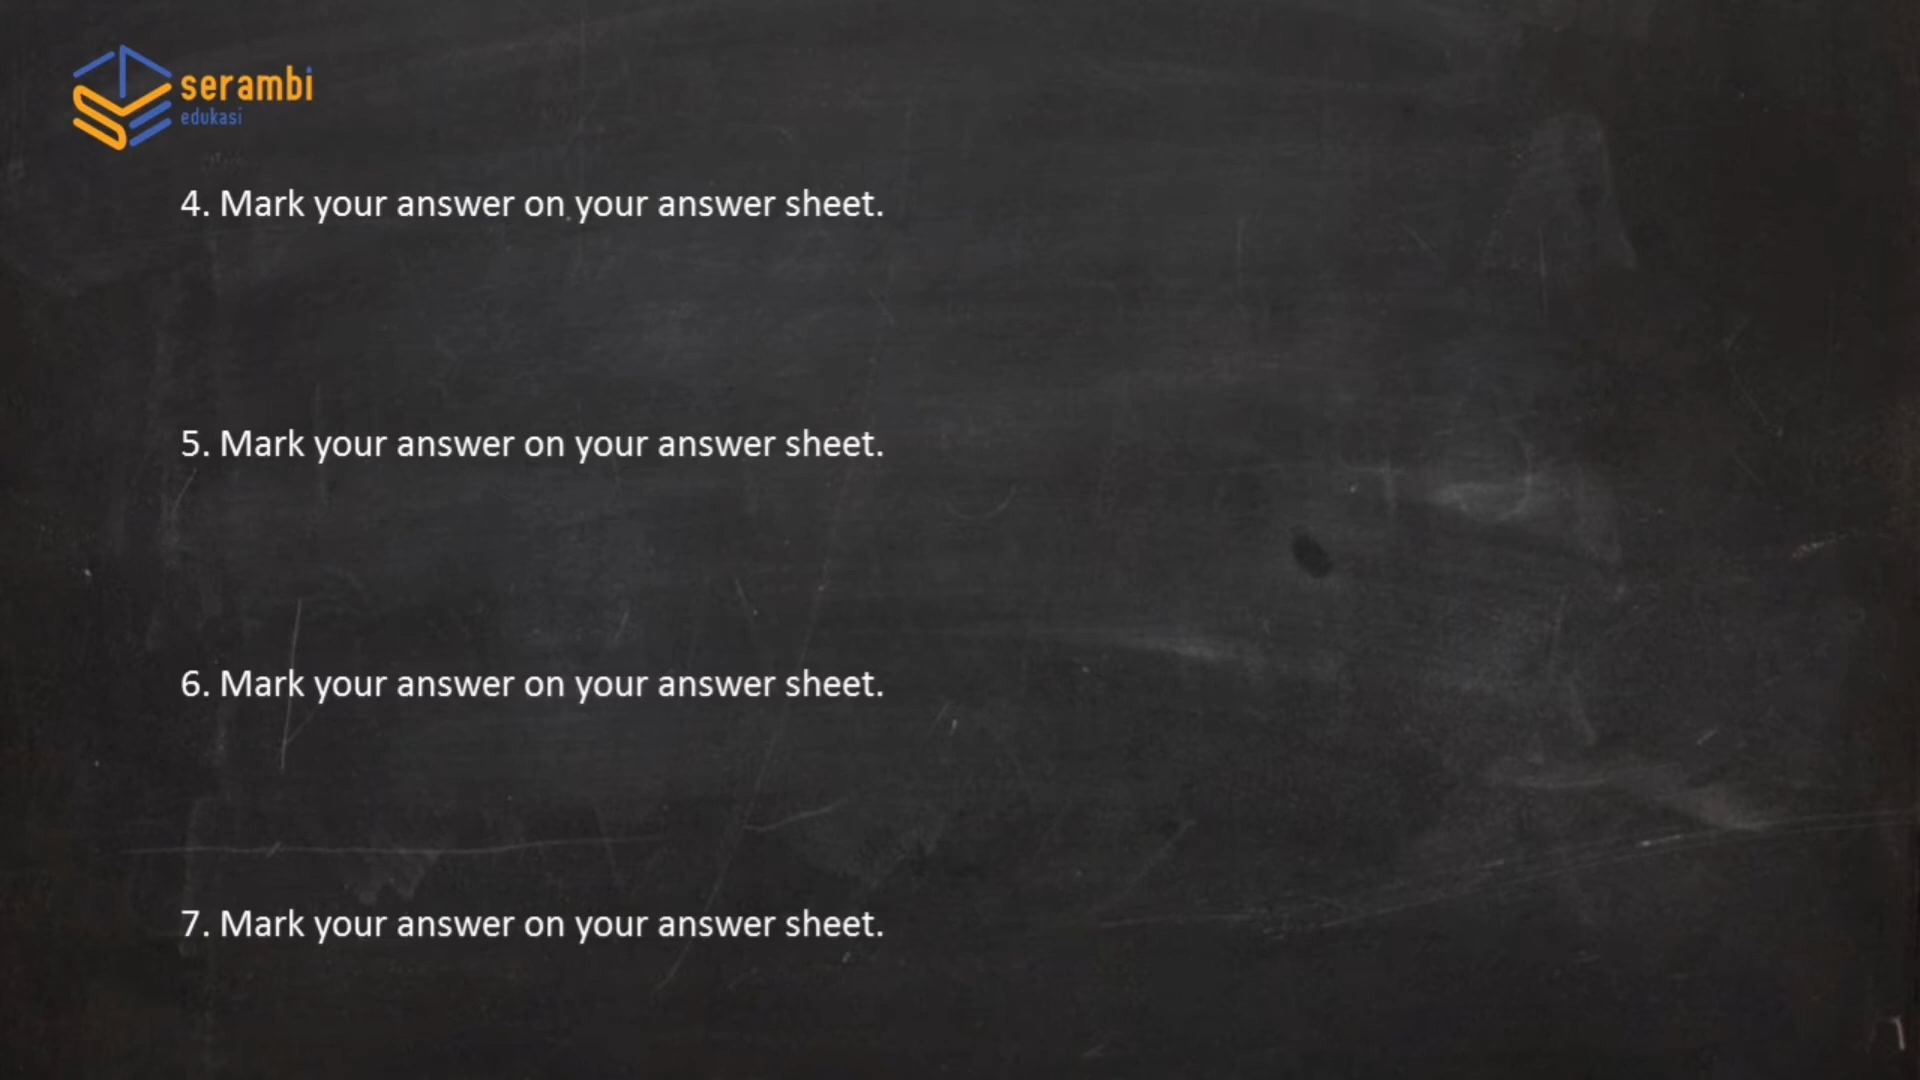 serambi
edukasi
4. Mark your answer on your answer sheet.
5. Mark your answer on your answer sheet.
6. Mark your answer on your answer sheet.
7. Mark your answer on your answer sheet.